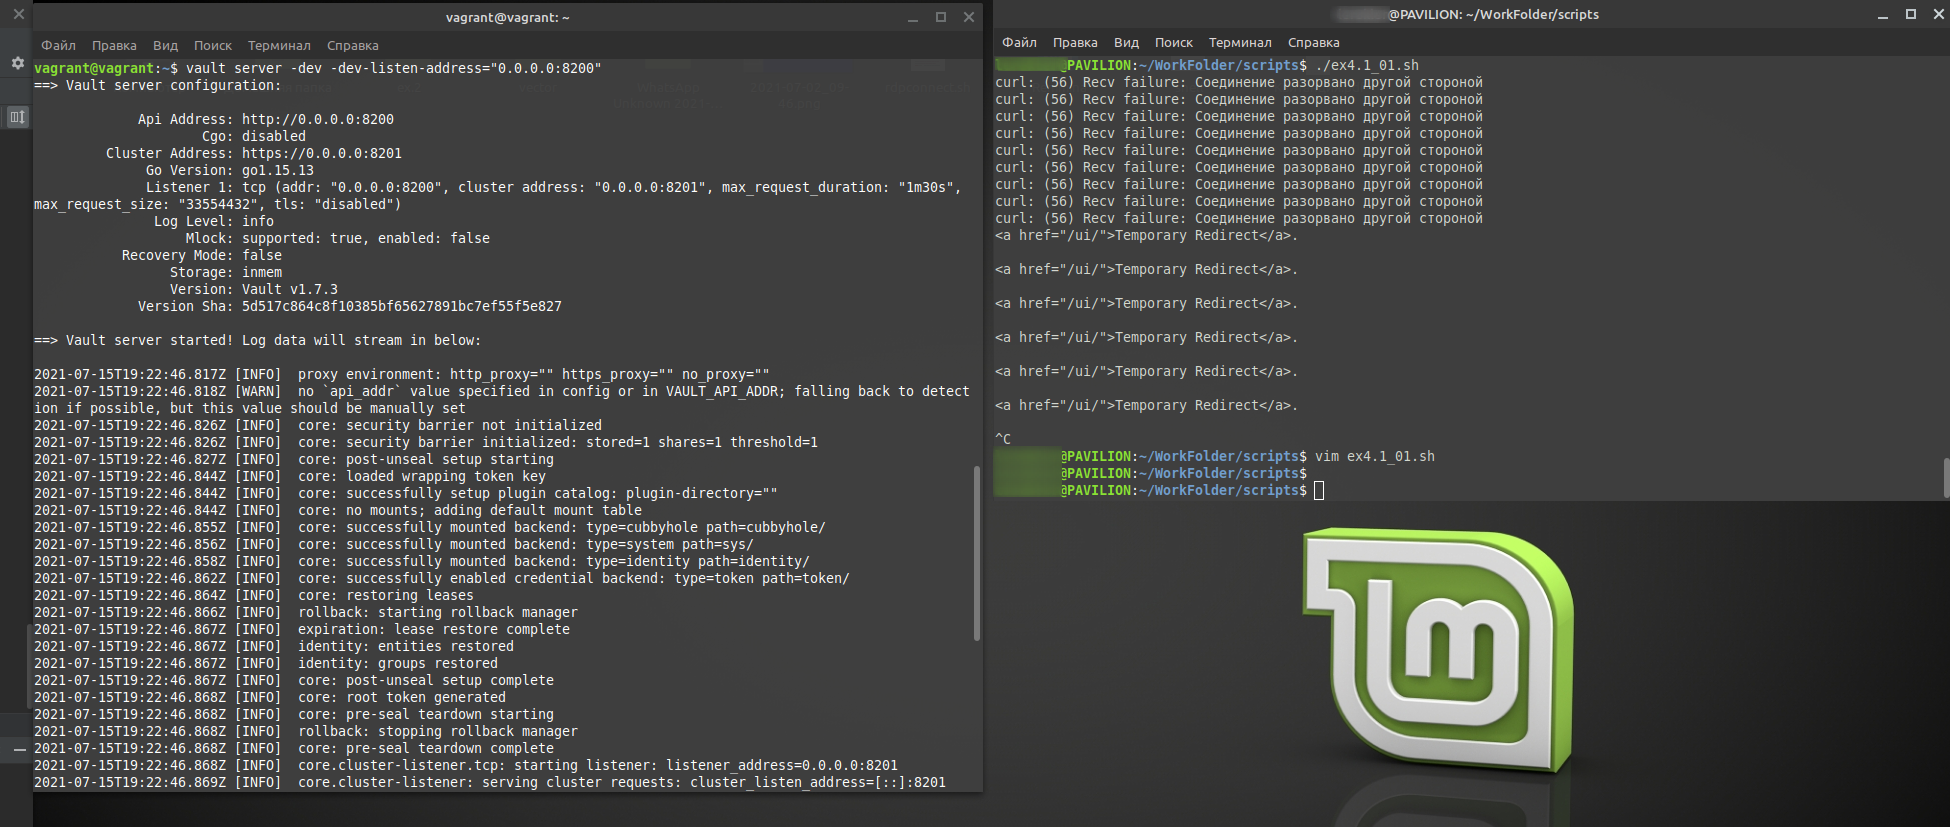 vagrant@vagrant: ~
Файл Правка Вид Поиск Терминал Справка
vagrant@vagrant:~$ vault server -dev -dev-listen-address="0.0.0.0:8200"
==> Vault server configuration:
Api Address: http://0.0.0.0:8200
Cgo: disabled
Cluster Address: https://0.0.0.0:8201
Go Version: go1.15.13
Listener 1: tcp (addr: "0.0.0.0:8200", cluster address: "0.0.0.0:8201", max_request_duration: "1m30s",
max_request_size: "33554432", tls: "disabled")
Log Level: info
Mlock: supported: true, enabled: false
Recovery Mode: false
Storage: inmem
Version: Vault v1.7.3
Version Sha: 5d517c864c8f10385bf65627891bc7ef55f5e827
==> Vault server started! Log data will stream in below:
2021-07-15T19:22:46.817Z [INFO]  proxy environment: http_proxy="" https_proxy="" no_proxy=""
2021-07-15T19:22:46.818Z [WARN]  no `api_addr` value specified in config or in VAULT_API_ADDR; falling back to detect
ion if possible, but this value should be manually set
2021-07-15T19:22:46.826Z [INFO]  core: security barrier not initialized
2021-07-15T19:22:46.826Z [INFO]  core: security barrier initialized: stored=1 shares=1 threshold=1
2021-07-15T19:22:46.827Z [INFO]  core: post-unseal setup starting
2021-07-15T19:22:46.844Z [INFO]  core: loaded wrapping token key
2021-07-15T19:22:46.844Z [INFO]  core: successfully setup plugin catalog: plugin-directory=""
2021-07-15T19:22:46.844Z [INFO]  core: no mounts; adding default mount table
2021-07-15T19:22:46.855Z [INFO]  core: successfully mounted backend: type=cubbyhole path=cubbyhole/
2021-07-15T19:22:46.856Z [INFO]  core: successfully mounted backend: type=system path=sys/
2021-07-15T19:22:46.858Z [INFO]  core: successfully mounted backend: type=identity path=identity/
2021-07-15T19:22:46.862Z [INFO]  core: successfully enabled credential backend: type=token path=token/
2021-07-15T19:22:46.864Z [INFO]  core: restoring leases
2021-07-15T19:22:46.866Z [INFO]  rollback: starting rollback manager
2021-07-15T19:22:46.867Z [INFO]  expiration: lease restore complete
2021-07-15T19:22:46.867Z [INFO]  identity: entities restored
2021-07-15T19:22:46.867Z [INFO]  identity: groups restored
2021-07-15T19:22:46.867Z [INFO]  core: post-unseal setup complete
2021-07-15T19:22:46.868Z [INFO]  core: root token generated
2021-07-15T19:22:46.868Z [INFO]  core: pre-seal teardown starting
2021-07-15T19:22:46.868Z [INFO]  rollback: stopping rollback manager
2021-07-15T19:22:46.868Z [INFO]  core: pre-seal teardown complete
2021-07-15T19:22:46.868Z [INFO]  core.cluster-listener.tcp: starting listener: listener_address=0.0.0.0:8201
2021-07-15T19:22:46.869Z [INFO]  core.cluster-listener: serving cluster requests: cluster_listen_address=[::]:8201
@PAVILION: ~/WorkFolder/scripts
Файл Правка Вид Поиск Терминал Справка
@PAVILION:~/WorkFolder/scripts$ ./ex4.1_01.sh
curl: (56) Recv failure: Соединение разорвано другой стороной
curl: (56) Recv failure: Соединение разорвано другой стороной
curl: (56) Recv failure: Соединение разорвано другой стороной
curl: (56) Recv failure: Соединение разорвано другой стороной
curl: (56) Recv failure: Соединение разорвано другой стороной
curl: (56) Recv failure: Соединение разорвано другой стороной
curl: (56) Recv failure: Соединение разорвано другой стороной
curl: (56) Recv failure: Соединение разорвано другой стороной
curl: (56) Recv failure: Соединение разорвано другой стороной
<a href="/ui/">Temporary Redirect</a>.
<a href="/ui/">Temporary Redirect</a>.
<a href="/ui/">Temporary Redirect</a>.
<a href="/ui/">Temporary Redirect</a>.
<a href="/ui/">Temporary Redirect</a>.
<a href="/ui/">Temporary Redirect</a>.
^C
@PAVILION:~/WorkFolder/scripts$ vim ex4.1_01.sh
@PAVILION:~/WorkFolder/scripts$
@PAVILION:~/WorkFolder/scripts$